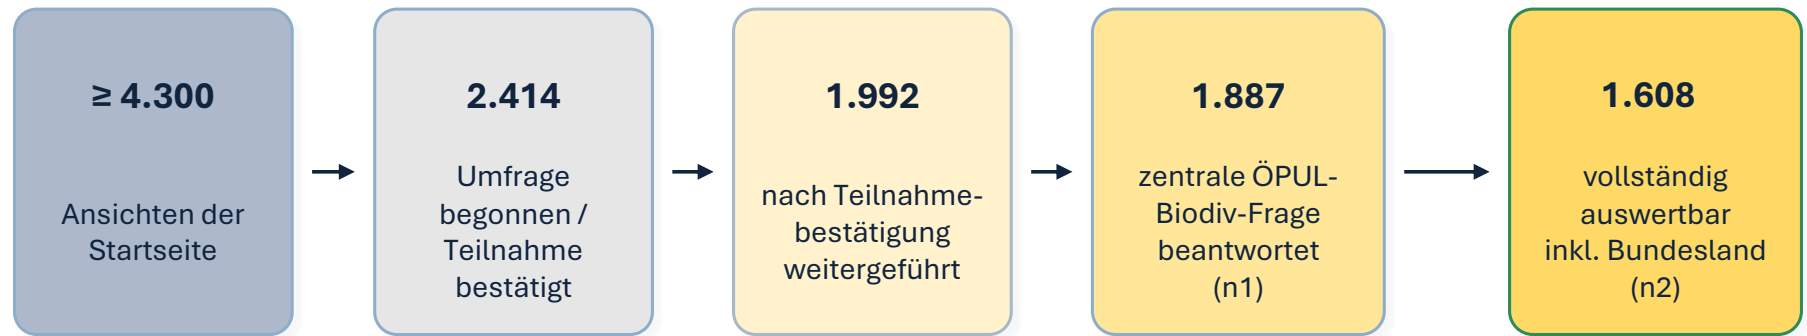 ≥ 4.300
Ansichten der
Startseite
2.414
Umfrage
begonnen /
Teilnahme
bestätigt
1.992
nach Teilnahme-
bestätigung
weitergeführt
1.887
zentrale ÖPUL-
Biodiv-Frage
beantwortet
(n1)
1.608
vollständig
auswertbar
inkl. Bundesland
(n2)